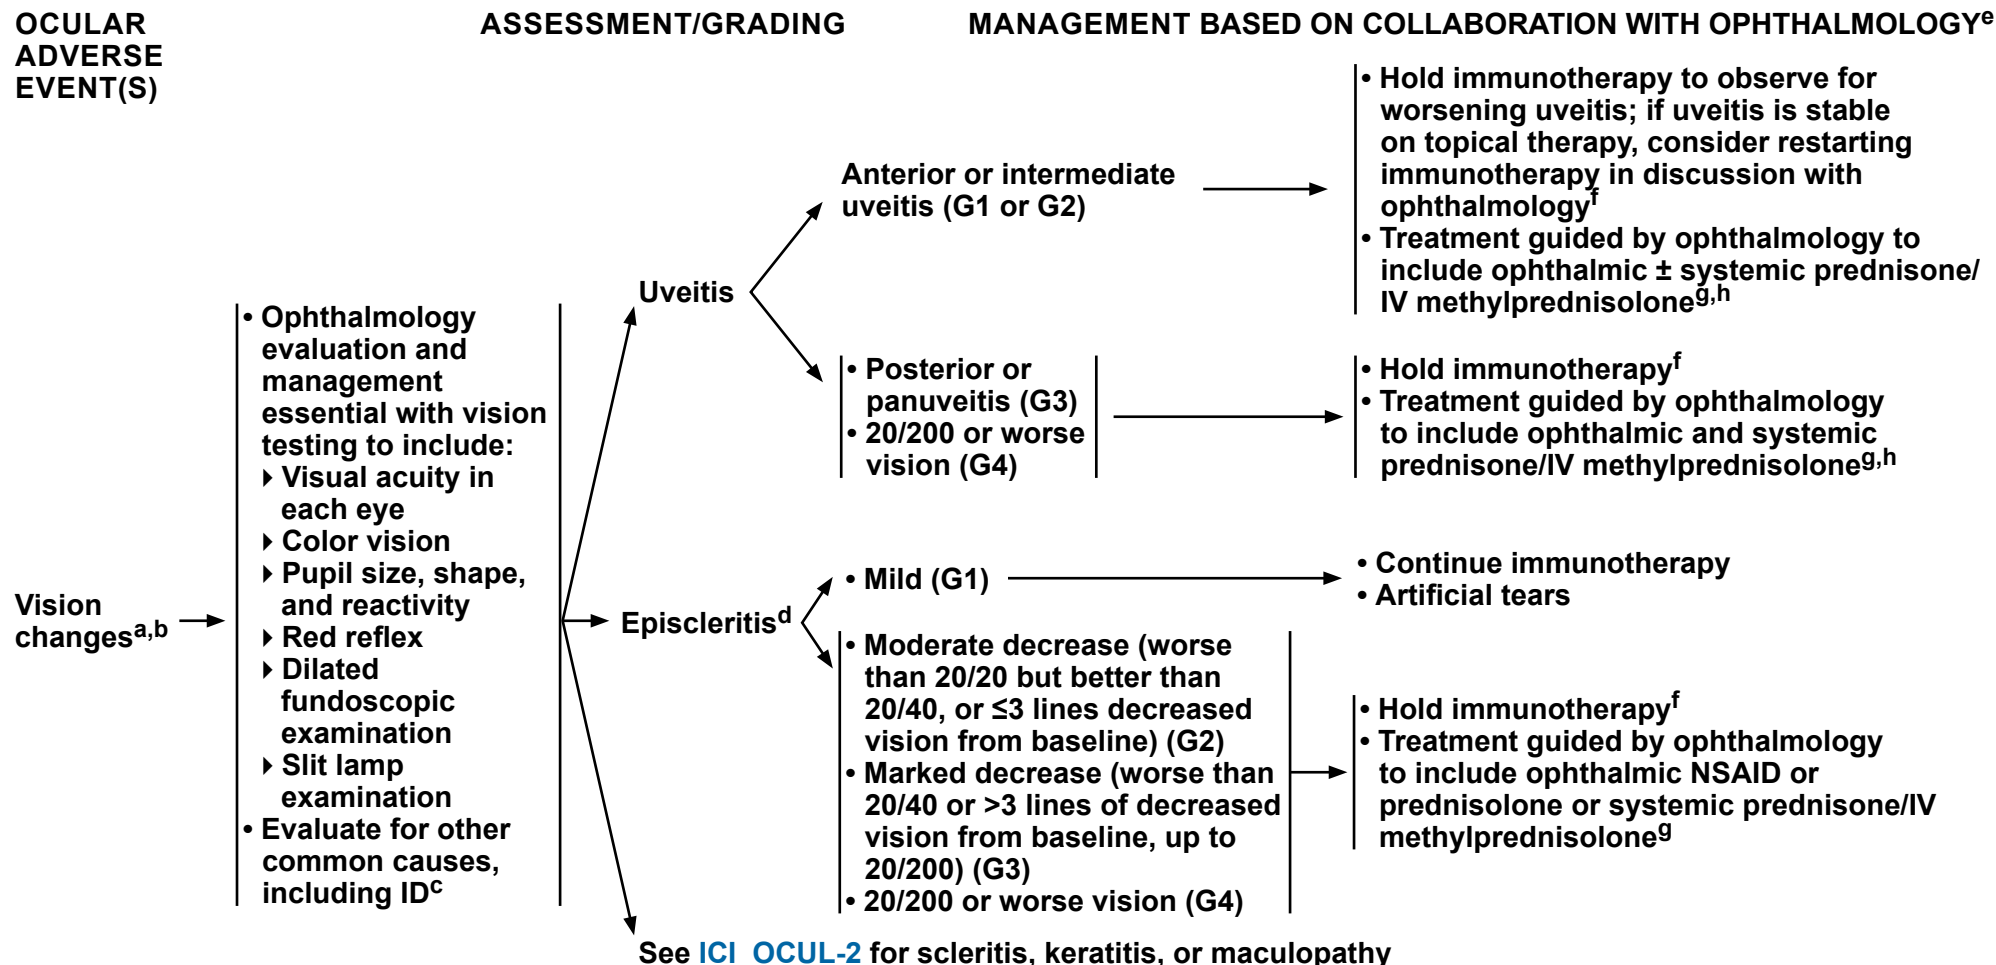 OCULAR
ADVERSE
EVENT(S)
ASSESSMENT/GRADING
MANAGEMENT BASED ON COLLABORATION WITH OPHTHALMOLOGYe
Vision
changesa,b
• Ophthalmology
evaluation and
management
essential with vision
testing to include:
▸ Visual acuity in
each eye
▸ Color vision
▸ Pupil size, shape,
and reactivity
▸ Red reflex
▸ Dilated
fundoscopic
examination
▸ Slit lamp
examination
• Evaluate for other
common causes,
including IDc
Uveitis
Anterior or intermediate
uveitis (G1 or G2)
• Hold immunotherapy to observe for
worsening uveitis; if uveitis is stable
on topical therapy, consider restarting
immunotherapy in discussion with
ophthalmologyf
• Treatment guided by ophthalmology to
include ophthalmic ± systemic prednisone/
IV methylprednisoloneg,h
• Posterior or
panuveitis (G3)
• 20/200 or worse
vision (G4)
• Hold immunotherapyf
• Treatment guided by ophthalmology
to include ophthalmic and systemic
prednisone/IV methylprednisoloneg,h
Episcleritisd
• Mild (G1)
• Continue immunotherapy
• Artificial tears
• Moderate decrease (worse
than 20/20 but better than
20/40, or ≤3 lines decreased
vision from baseline) (G2)
• Marked decrease (worse than
20/40 or >3 lines of decreased
vision from baseline, up to
20/200) (G3)
• 20/200 or worse vision (G4)
• Hold immunotherapyf
• Treatment guided by ophthalmology
to include ophthalmic NSAID or
prednisolone or systemic prednisone/IV
methylprednisoloneg
See ICI_OCUL-2 for scleritis, keratitis, or maculopathy